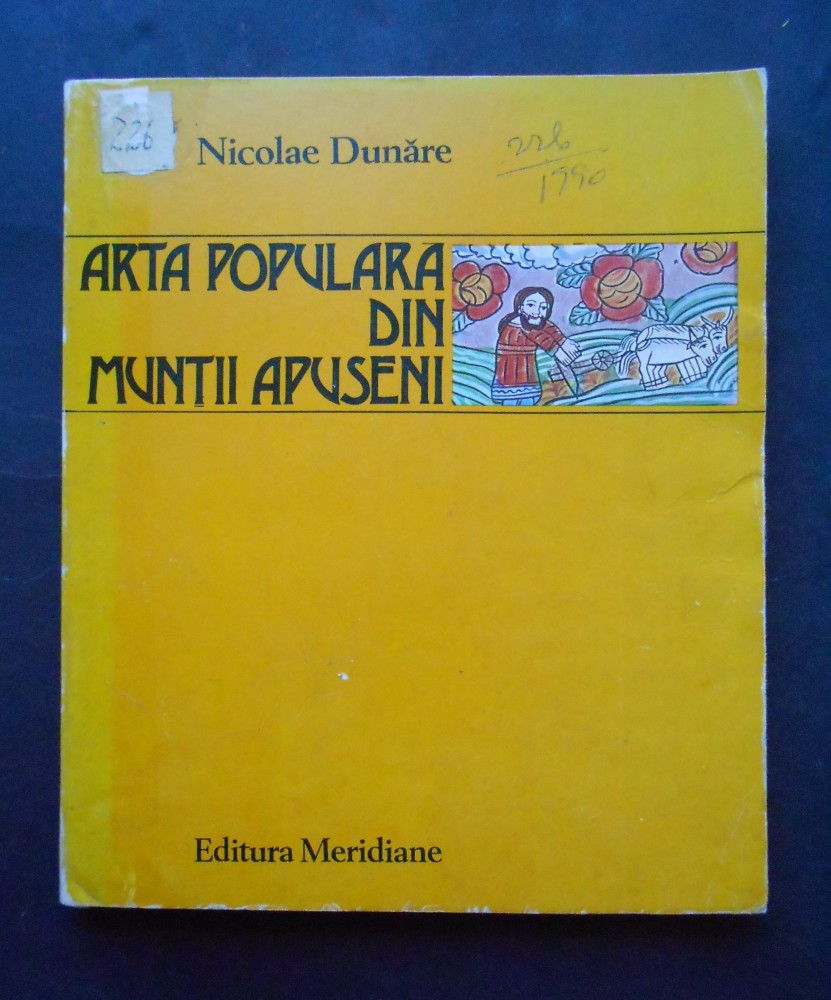 226
Nicolae Dunăre
226
1990
ARTA POPULARĂ
DIN
MUNȚII APUSENI
Editura Meridiane